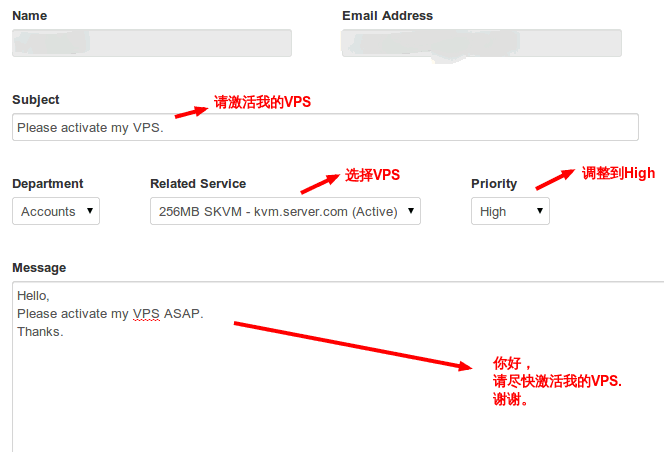 Name
Email Address
Subject
请激活我的VPS
Please activate my VPS.
选择VPS
调整到High
Department
Related Service
Priority
Accounts
256MB SKVM - kvm.server.com (Active)
High
Message
Hello,
Please activate my VPS ASAP.
Thanks.
你好，
请尽快激活我的VPS.
谢谢。